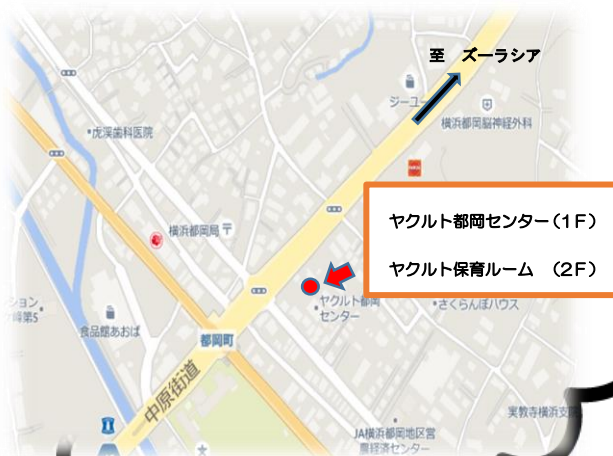 至　ズーラシア
ジーユー
横浜都岡脳神経外科
虎渓歯科医院
ヤクルト都岡センター（１Ｆ）
ヤクルト保育ルーム　（２Ｆ）
横浜都岡局
ヤクルト都岡
センター
さくらんぼハウス
食品館あおば
都岡町
中原街道
実教寺横浜支院
JA横浜都岡地区営
農経済センター